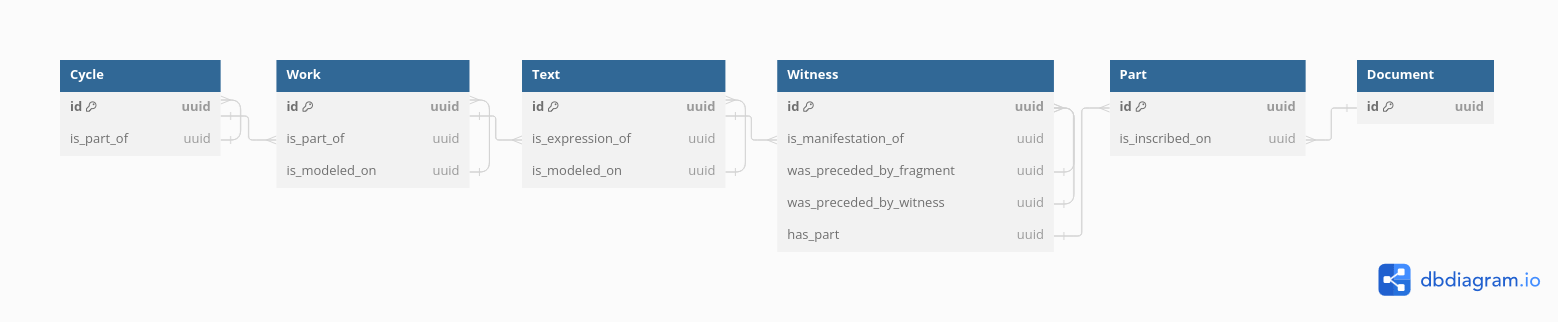 Cycle
id uuid
is_part_of uuid
Work
id uuid
is_part_of uuid
is_modeled_on uuid
Text
id uuid
is_expression_of uuid
is_modeled_on uuid
Witness
id uuid
is_manifestation_of uuid
was_preceded_by_fragment uuid
was_preceded_by_witness uuid
has_part uuid
Part
id uuid
is_inscribed_on uuid
Document
id uuid
dbdiagram.io